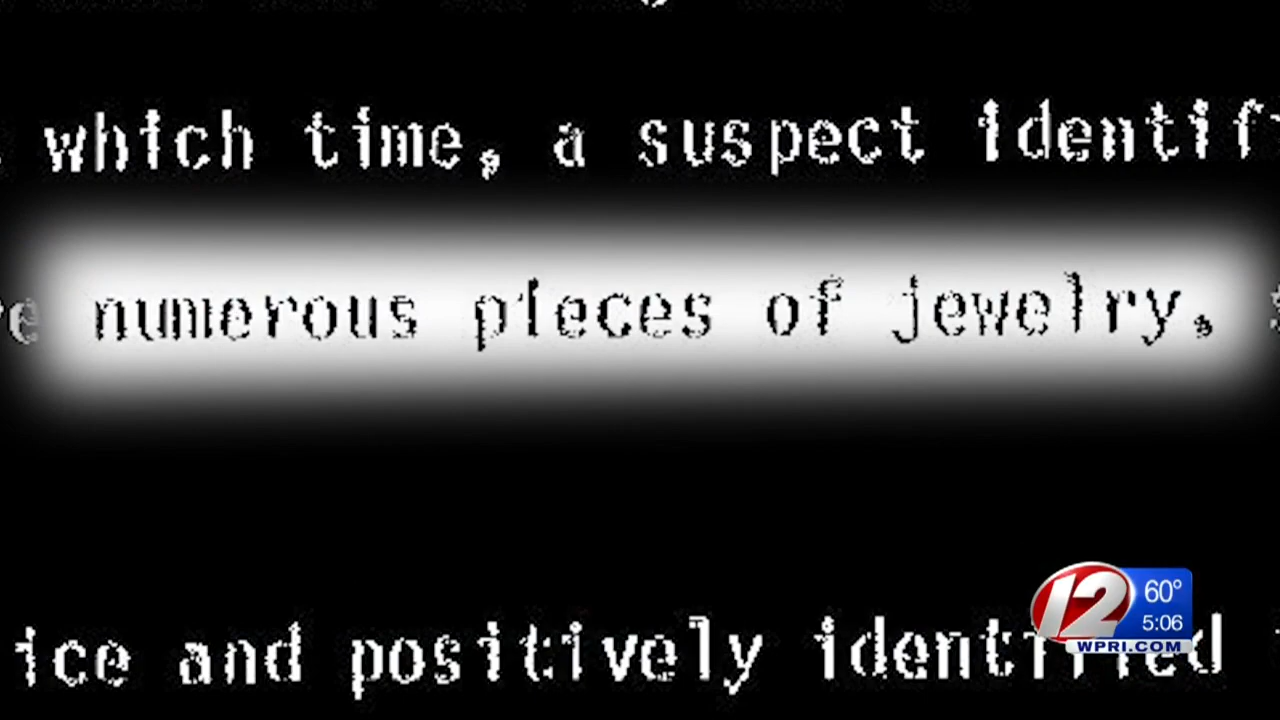 which time, a suspect identif
numerous pieces of jewelry,
ice and positively identified
12
60°
5:06
WPRI.COM